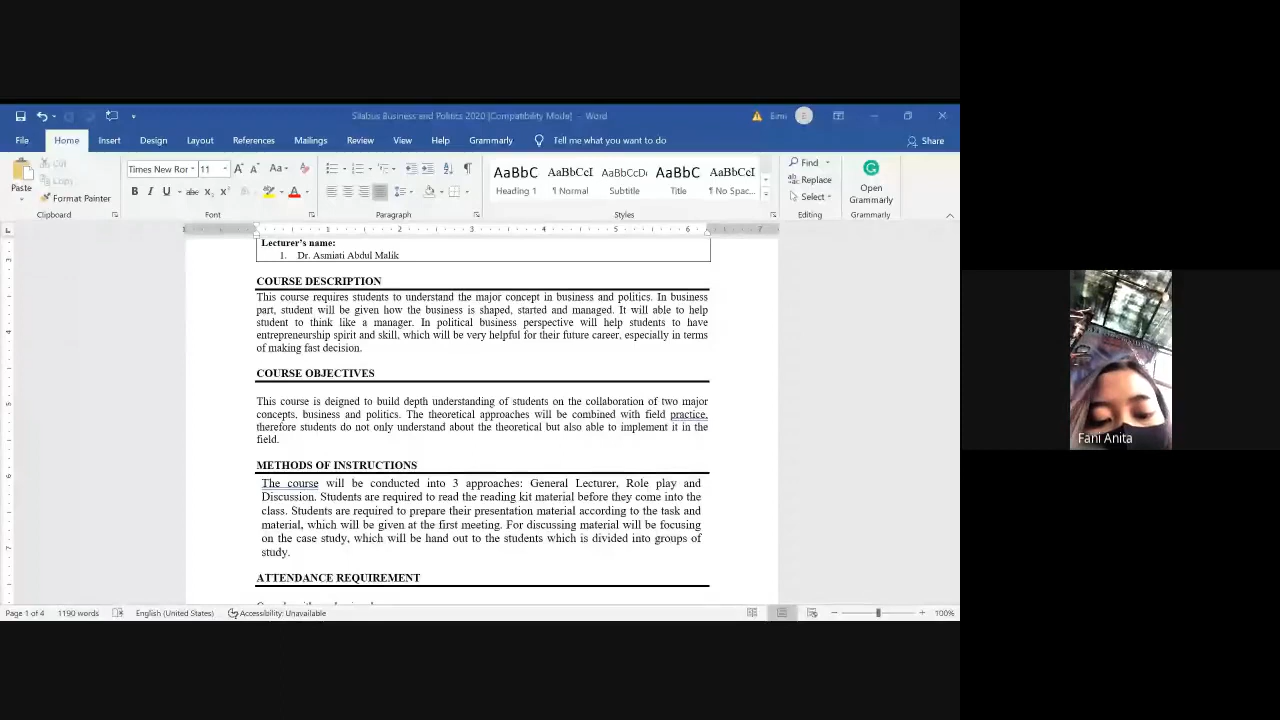 Silabus Business and Politics 2020 [Compatibility Mode] - Word
E
File Home Insert Design Layout References Mailings Review View Help Grammarly Tell me what you want to do Share
Paste
Cut
Copy
Format Painter
Clipboard
Times New Ror 11
Font
Paragraph
AaBbC AaBbCcI AaBbCcD AaBbC AaBbCcI
Heading 1 ¶ Normal Subtitle Title ¶ No Spac...
Styles
Find
Replace
Select
Editing
Open
Grammarly
Grammarly
1 2 3 4 5 6 7
Lecturer's name:
1. Dr. Asmiati Abdul Malik
COURSE DESCRIPTION
This course requires students to understand the major concept in business and politics. In business
part, student will be given how the business is shaped, started and managed. It will able to help
student to think like a manager. In political business perspective will help students to have
entrepreneurship spirit and skill, which will be very helpful for their future career, especially in terms
of making fast decision.
COURSE OBJECTIVES
This course is deigned to build depth understanding of students on the collaboration of two major
concepts, business and politics. The theoretical approaches will be combined with field practice,
therefore students do not only understand about the theoretical but also able to implement it in the
field.
METHODS OF INSTRUCTIONS
The course will be conducted into 3 approaches: General Lecturer, Role play and
Discussion. Students are required to read the reading kit material before they come into the
class. Students are required to prepare their presentation material according to the task and
material, which will be given at the first meeting. For discussing material will be focusing
on the case study, which will be hand out to the students which is divided into groups of
study.
ATTENDANCE REQUIREMENT
Page 1 of 4 1190 words English (United States) Accessibility: Unavailable 100%
Fani Anita